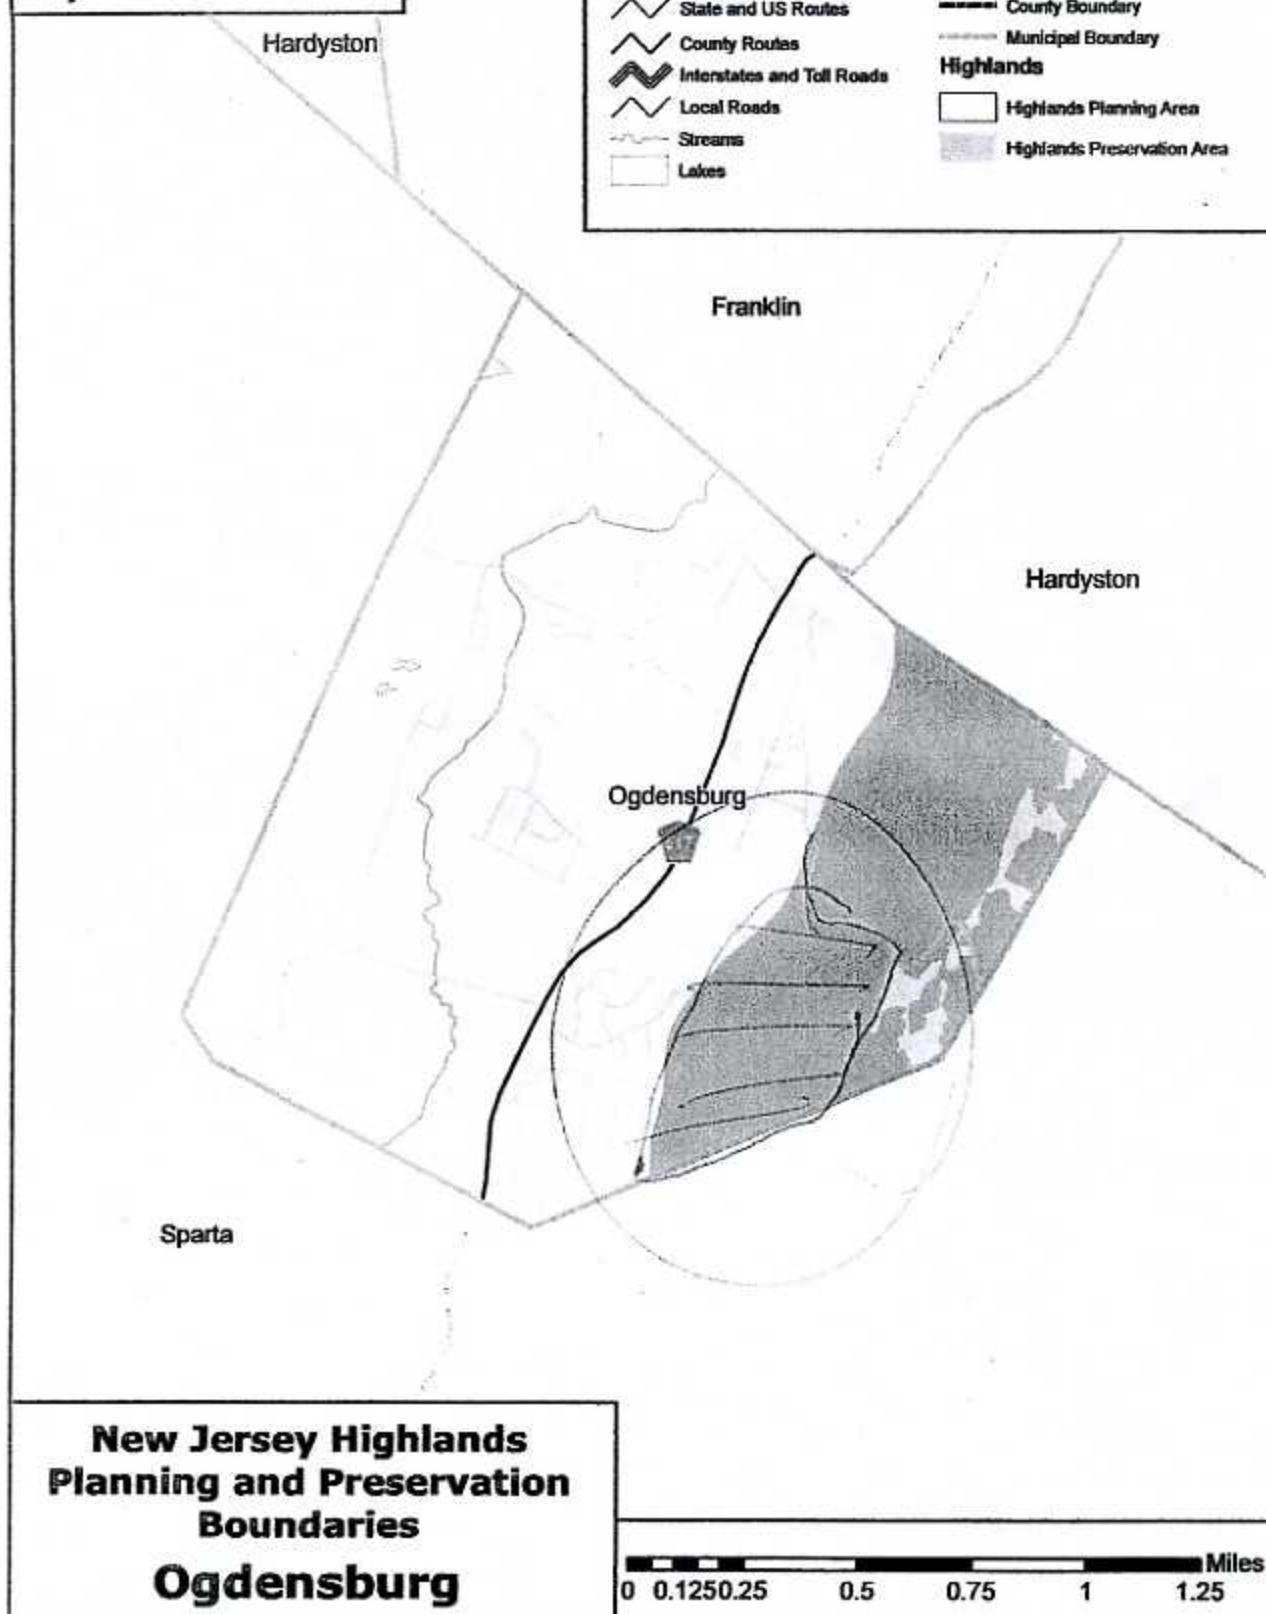 Hardyston
State and US Routes
County Routes
Interstates and Toll Roads
Local Roads
Streams
Lakes
County Boundary
Municipal Boundary
Highlands
Highlands Planning Area
Highlands Preservation Area
Franklin
Hardyston
Ogdensburg
Sparta
New Jersey Highlands
Planning and Preservation
Boundaries
Ogdensburg
Miles
0 0.125 0.25 0.5 0.75 1 1.25